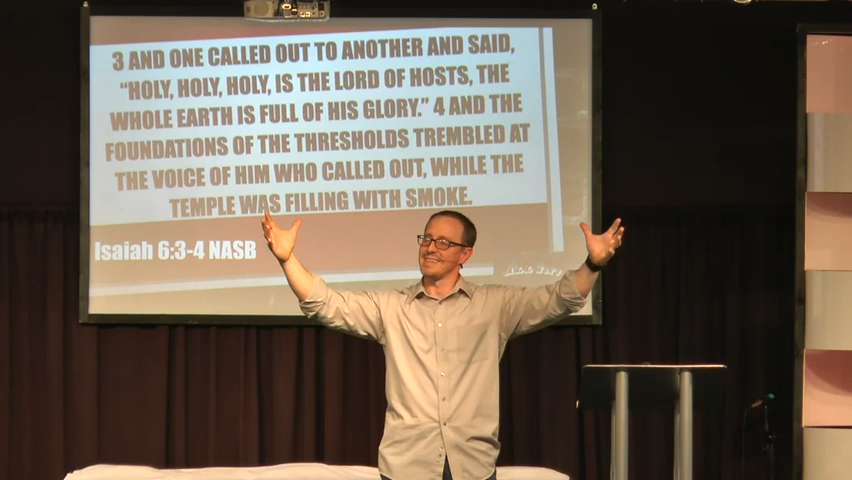 3 AND ONE CALLED OUT TO ANOTHER AND SAID,
“HOLY, HOLY, HOLY, IS THE LORD OF HOSTS, THE
WHOLE EARTH IS FULL OF HIS GLORY.” 4 AND THE
FOUNDATIONS OF THE THRESHOLDS TREMBLED AT
THE VOICE OF HIM WHO CALLED OUT, WHILE THE
TEMPLE WAS FILLING WITH SMOKE.
Isaiah 6:3-4 NASB